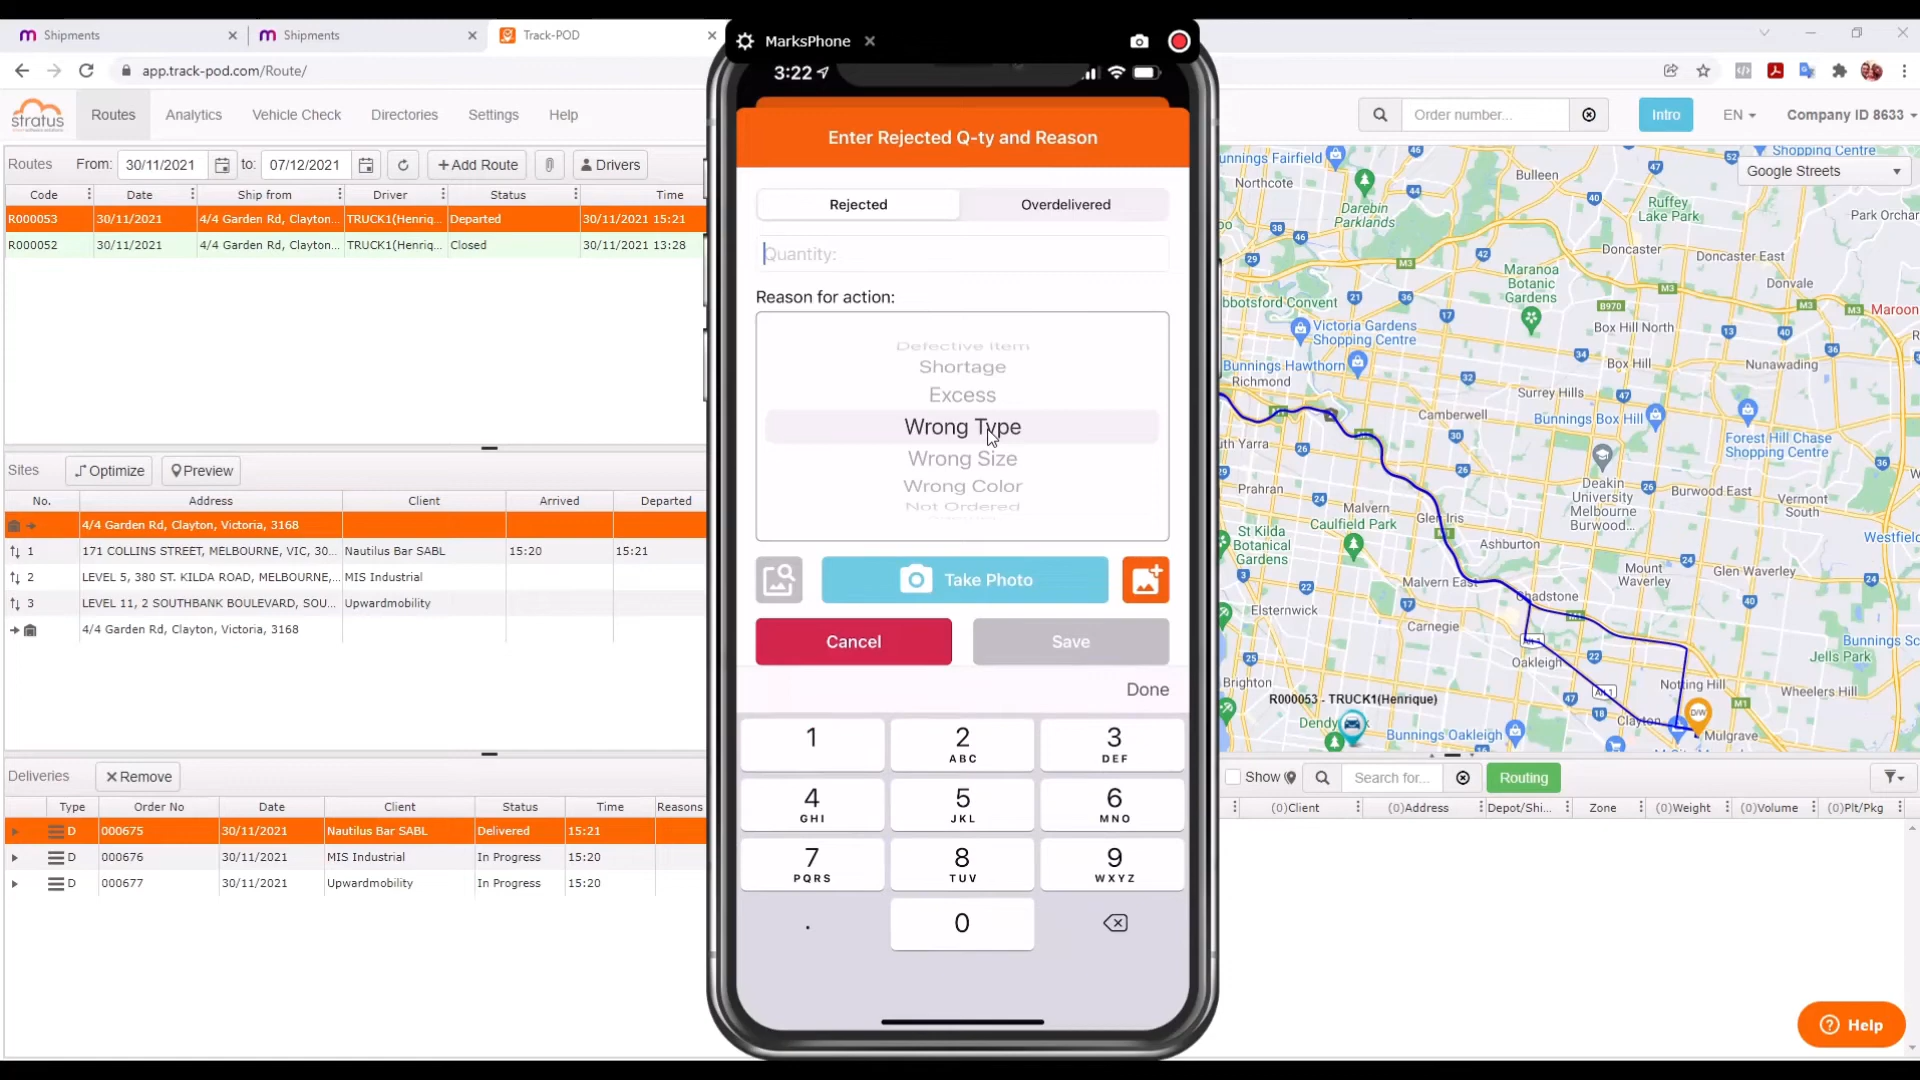 Shipments
Shipments
Track-POD
app.track-pod.com/Route/
stratus
Routes
Analytics
Vehicle Check
Directories
Settings
Help
Order number...
Intro
EN
Company ID 8633
Routes From: 30/11/2021 to: 07/12/2021
Add Route
Drivers
Code Date Ship from Driver Status Time
R000053 30/11/2021 4/4 Garden Rd, Clayton... TRUCK1(Henriq... Departed 30/11/2021 15:21
R000052 30/11/2021 4/4 Garden Rd, Clayton... TRUCK1(Henriq... Closed 30/11/2021 13:28
Sites Optimize Preview
No. Address Client Arrived Departed
4/4 Garden Rd, Clayton, Victoria, 3168
1 171 COLLINS STREET, MELBOURNE, VIC, 30... Nautilus Bar SABL 15:20 15:21
2 LEVEL 5, 380 ST. KILDA ROAD, MELBOURNE,... MIS Industrial
3 LEVEL 11, 2 SOUTHBANK BOULEVARD, SOU... Upwardmobility
4/4 Garden Rd, Clayton, Victoria, 3168
Deliveries Remove
Type Order No Date Client Status Time Reasons
D 000675 30/11/2021 Nautilus Bar SABL Delivered 15:21
D 000676 30/11/2021 MIS Industrial In Progress 15:20
D 000677 30/11/2021 Upwardmobility In Progress 15:20
MarksPhone
3:22
Enter Rejected Q-ty and Reason
Rejected Overdelivered
Quantity:
Reason for action:
Defective item
Shortage
Excess
Wrong Type
Wrong Size
Wrong Color
Not Ordered
Take Photo
Cancel Save
Done
1 2 3
ABC DEF
4 5 6
GHI JKL MNO
7 8 9
PQRS TUV WXYZ
. 0
Google Streets
unnings Fairfield
Shopping Centre
Northcote
Bulleen
Darebin
Parklands
Ruffey
Lake Park
Park Orchar
Doncaster
Doncaster East
Maranoa
Botanic
Gardens
Donvale
bbotsford Convent
Victoria Gardens
Shopping Centre
Box Hill North
Maroon
Bunnings Hawthorn
Richmond
Box Hill
Nunawading
Surrey Hills
Camberwell
Bunnings Box Hill
Forest Hill Chase
Shopping Centre
uth Yarra
Deakin
University
Melbourne
Burwood...
Burwood East
Vermont
South
Prahran
Malvern
Caulfield Park
Glen Iris
St Kilda
Botanical
Gardens
Ashburton
Westfield
Mount
Waverley
Glen Waverley
Malvern East
Chadstone
Elsternwick
Carnegie
Oakleigh
Bunnings Sc
Jells Park
Brighton
Notting Hill
Wheelers Hill
R000053 - TRUCK1(Henrique)
Clayton
D/W
Mulgrave
Bunnings Oakleigh
Show Search for... Routing
(0)Client (0)Address Depot/Shi... Zone (0)Weight (0)Volume (0)Plt/Pkg
Help